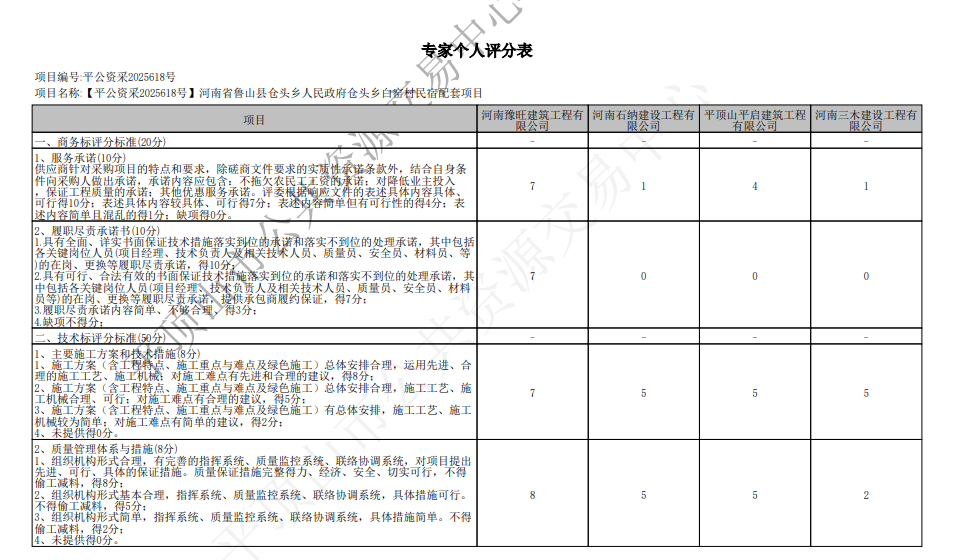 专家个人评分表
项目编号:平公资采2025618号
项目名称:【平公资采2025618号】河南省鲁山县仓头乡人民政府仓头乡白窑村民宿配套项目
项目 河南豫旺建筑工程有限公司 河南石纳建设工程有限公司 平顶山平启建筑工程有限公司 河南三木建设工程有限公司
一、商务标评分标准(20分) - - - -
1、服务承诺(10分)
供应商针对采购项目的特点和要求，除磋商文件要求的实质性承诺条款外，结合自身条
件向采购人做出承诺，承诺内容应包含：不拖欠农民工工资的承诺；对降低业主投入
，保证工程质量的承诺；其他优惠服务承诺。评委根据响应文件的表述具体内容具体、
可行得10分；表述具体内容较具体、可行得7分；表述内容简单但有可行性的得4分；表
述内容简单且混乱的得1分；缺项得0分。
7 1 4 1
2、履职尽责承诺书(10分)
1.具有全面、详实书面保证技术措施落实到位的承诺和落实不到位的处理承诺，其中包括
各关键岗位人员(项目经理、技术负责人及相关技术人员、质量员、安全员、材料员、等
)的在岗、更换等履职尽责承诺，得10分；
2.具有可行、合法有效的书面保证技术措施落实到位的承诺和落实不到位的处理承诺，其
中包括各关键岗位人员(项目经理、技术负责人及相关技术人员、质量员、安全员、材料
员等)的在岗、更换等履职尽责承诺，提供承包商履约保证，得7分；
3.履职尽责承诺内容简单、不够合理、得3分；
4.缺项不得分；
7 0 0 0
二、技术标评分标准(50分) - - - -
1、主要施工方案和技术措施(8分)
1、施工方案（含工程特点、施工重点与难点及绿色施工）总体安排合理，运用先进、合
理的施工工艺、施工机械；对施工难点有先进和合理的建议，得8分；
2、施工方案（含工程特点、施工重点与难点及绿色施工）总体安排合理，施工工艺、施
工机械合理、可行；对施工难点有合理的建议，得5分；
3、施工方案（含工程特点、施工重点与难点及绿色施工）有总体安排，施工工艺、施工
机械较为简单；对施工难点有简单的建议，得2分；
4、未提供得0分。
7 5 5 5
2、质量管理体系与措施(8分)
1、组织机构形式合理，有完善的指挥系统、质量监控系统、联络协调系统，对项目提出
先进、可行、具体的保证措施。质量保证措施完整得力、经济、安全、切实可行，不得
偷工减料，得8分；
2、组织机构形式基本合理，指挥系统、质量监控系统、联络协调系统，具体措施可行。
不得偷工减料，得5分；
3、组织机构形式简单，指挥系统、质量监控系统、联络协调系统，具体措施简单。不得
偷工减料，得2分；
4、未提供得0分。
8 5 5 2
平顶山市公共资源交易中心
平顶山市公共资源交易中心